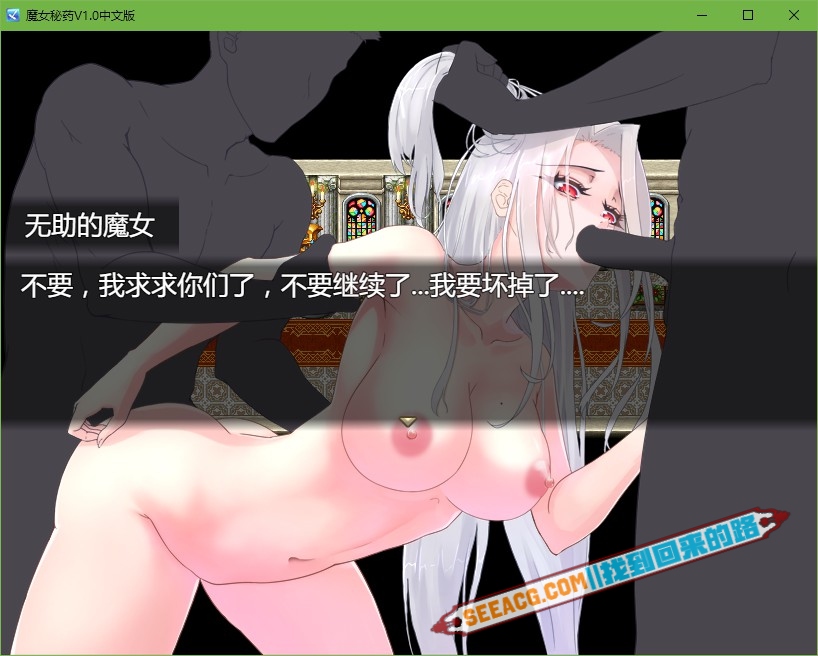 魔女秘药V1.0中文版
无助的魔女
不要，我求求你们了，不要继续了...我要坏掉了....
SEEACG.COM||找到回来的路